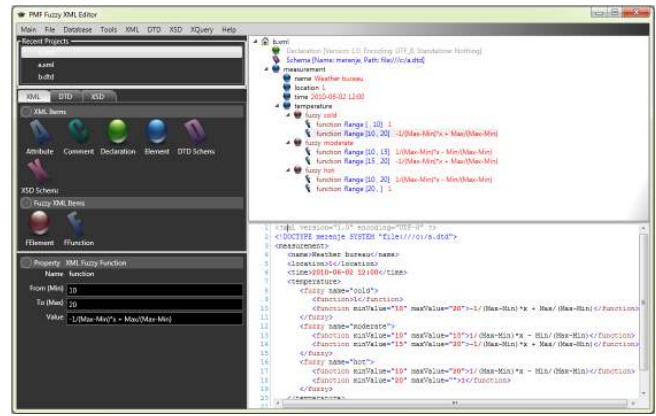 PMF Fuzzy XML Editor
Main File Database Tools XML DTD XSD XQuery Help
Recent Projects
a.xml
b.dtd
XML DTD XSD
XML Items
Attribute Comment Declaration Element DTD Schem
XSD Schem
Fuzzy XML Items
FElement FFunction
Property XML Fuzzy Function
Name function
From (Min) 10
To (Max) 20
Value -1/(Max-Min)*x + Max/(Max-Min)
b.xml
Declaration [Version: 1.0, Encoding: UTF_8, Standalone: Nothing]
Schema [Name: merenje, Path: file:///c:/a.dtd]
measurement
name Weather bureau
location 1
time 2010-06-02 12:00
temperature
fuzzy cold
function Range [ , 10] 1
function Range [10 , 20] -1/(Max-Min)*x + Max/(Max-Min)
fuzzy moderate
function Range [10 , 15] 1/(Max-Min)*x - Min/(Max-Min)
function Range [15 , 20] -1/(Max-Min)*x + Max/(Max-Min)
fuzzy hot
function Range [10 , 20] 1/(Max-Min)*x - Min/(Max-Min)
function Range [20 , ] 1
<?xml version="1.0" encoding="UTF-8" ?>
<!DOCTYPE merenje SYSTEM "file:///c:/a.dtd">
<measurement>
<name>Weather bureau</name>
<location>1</location>
<time>2010-06-02 12:00</time>
<temperature>
<fuzzy name="cold">
<function>1</function>
<function minValue="10" maxValue="20">-1/(Max-Min)*x + Max/(Max-Min)</function>
</fuzzy>
<fuzzy name="moderate">
<function minValue="10" maxValue="15">1/(Max-Min)*x - Min/(Max-Min)</function>
<function minValue="15" maxValue="20">-1/(Max-Min)*x + Max/(Max-Min)</function>
</fuzzy>
<fuzzy name="hot">
<function minValue="10" maxValue="20">1/(Max-Min)*x - Min/(Max-Min)</function>
<function minValue="20" maxValue="">1</function>
</fuzzy>
</temperature>